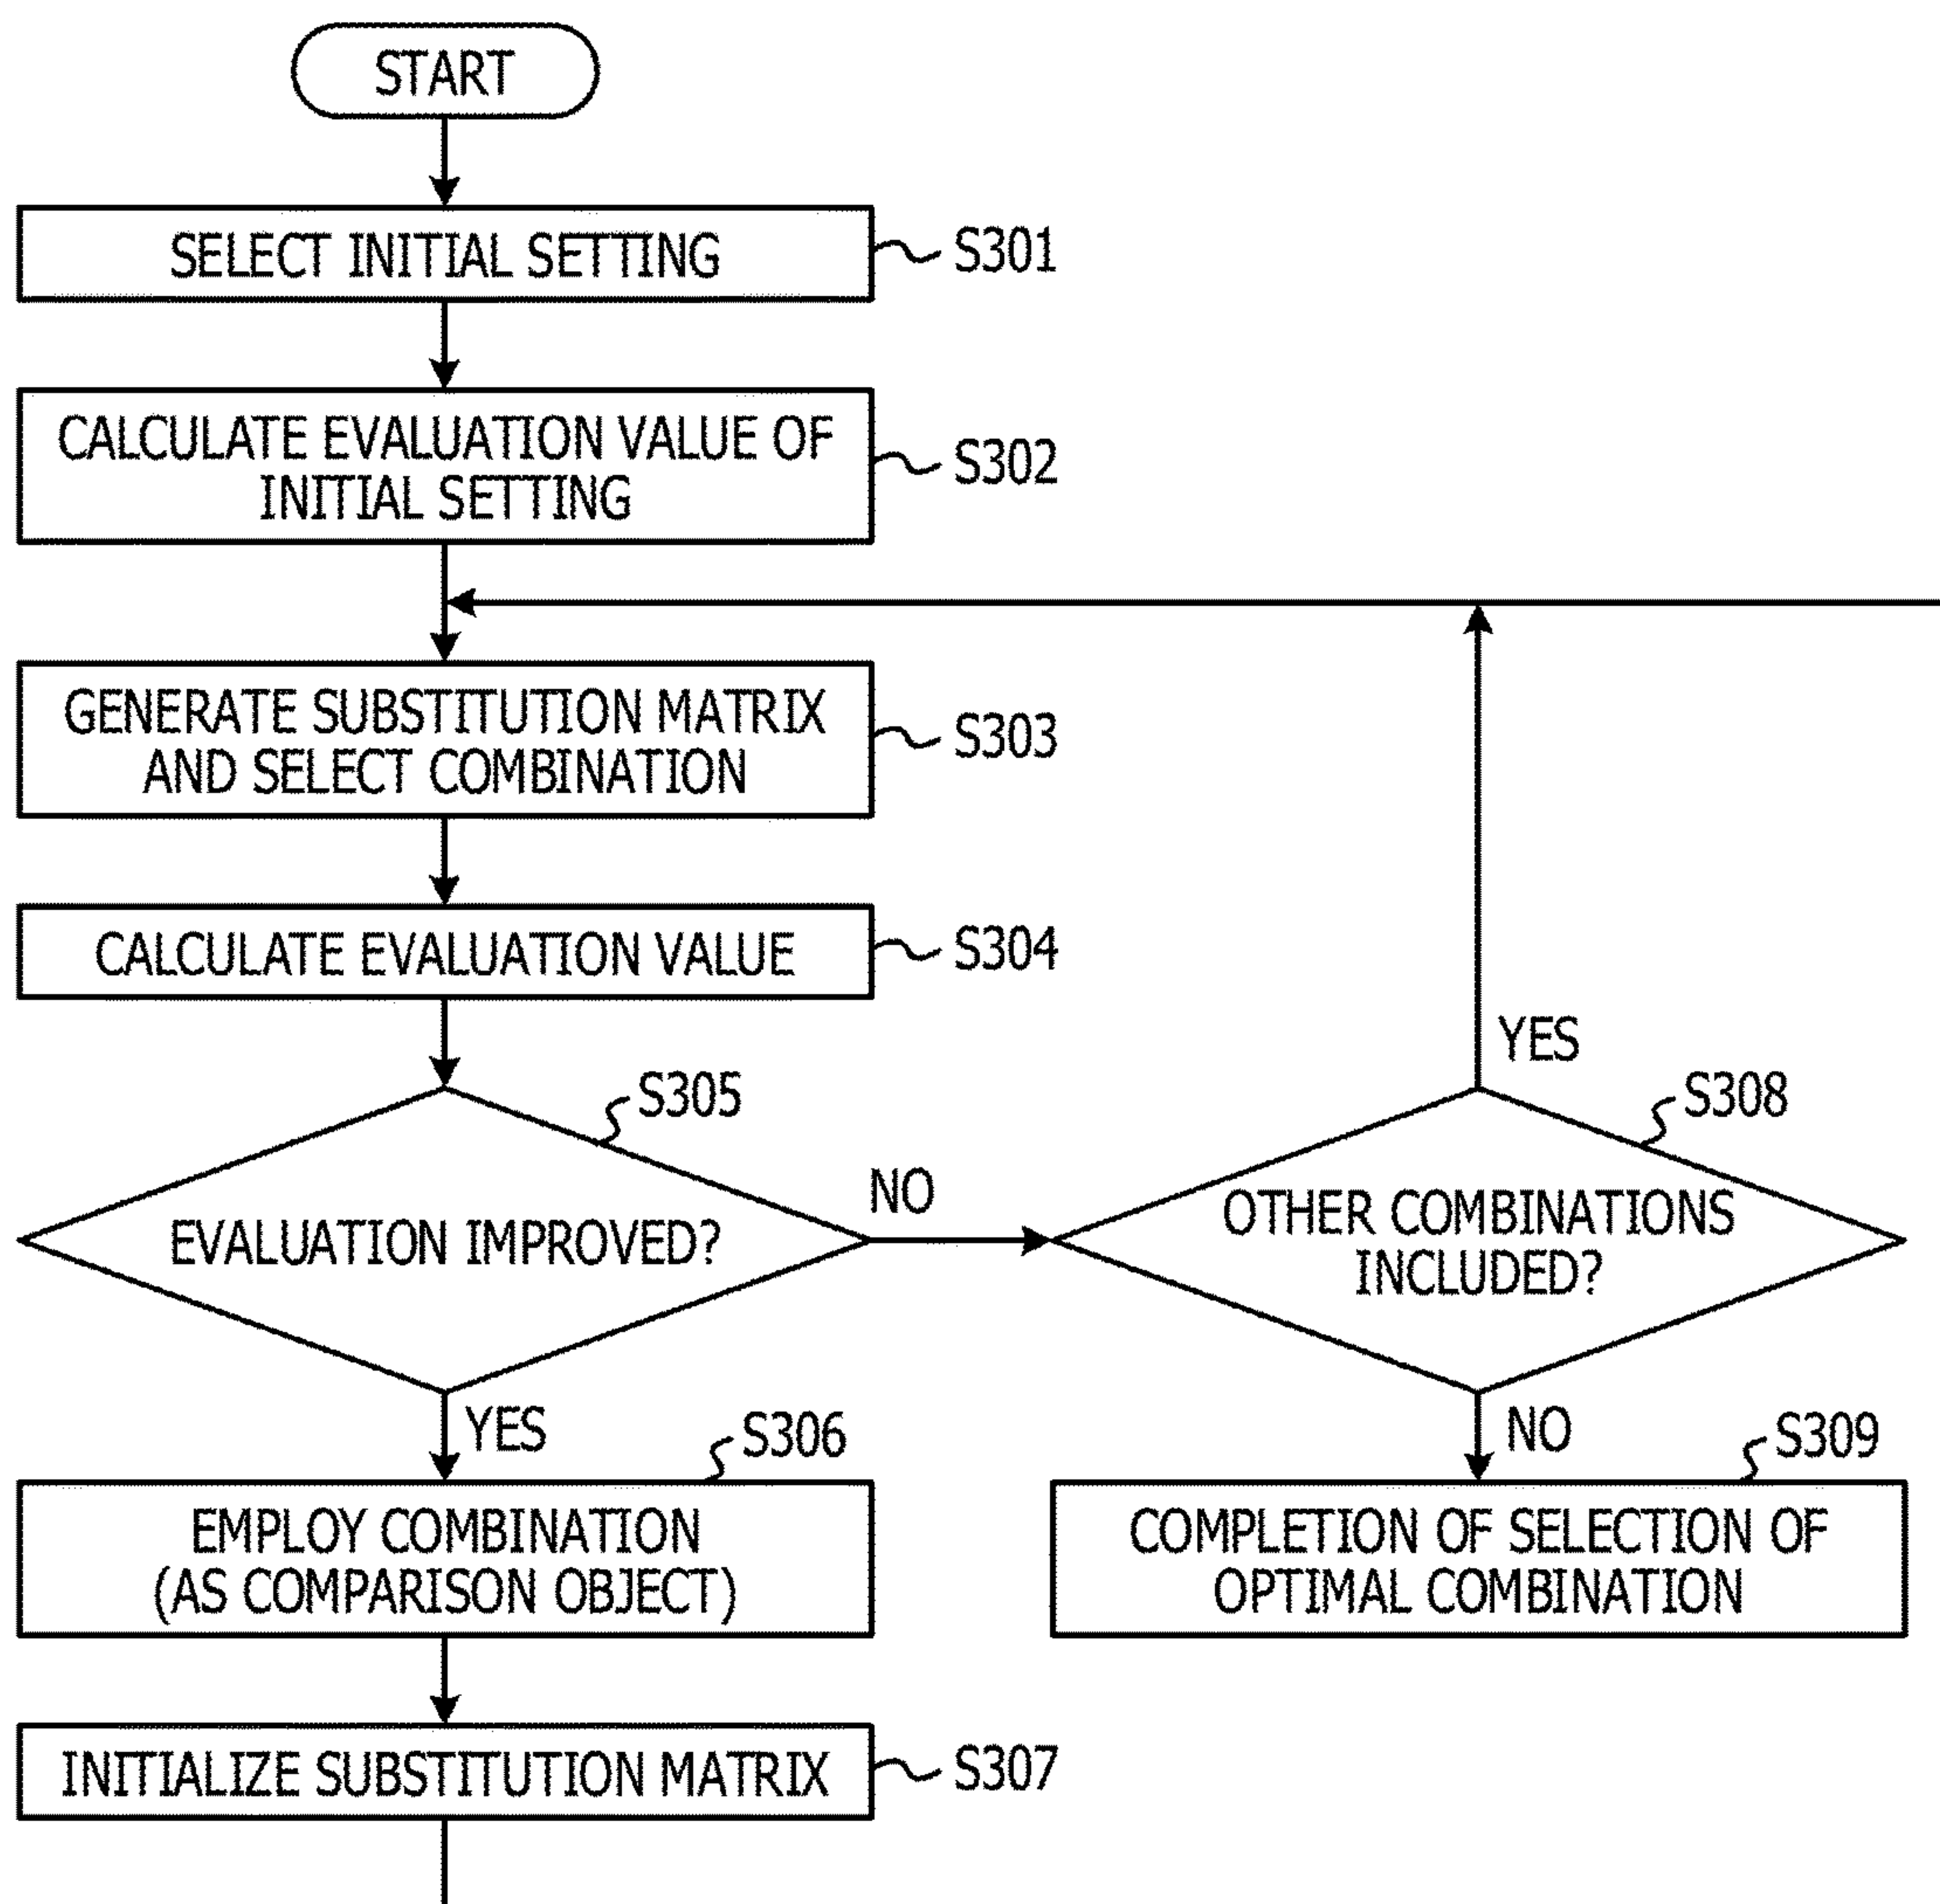 START
SELECT INITIAL SETTING
S301
CALCULATE EVALUATION VALUE OF
INITIAL SETTING
S302
GENERATE SUBSTITUTION MATRIX
AND SELECT COMBINATION
S303
CALCULATE EVALUATION VALUE
S304
S305
EVALUATION IMPROVED?
NO
YES
S308
OTHER COMBINATIONS
INCLUDED?
YES
NO
S306
EMPLOY COMBINATION
(AS COMPARISON OBJECT)
S309
COMPLETION OF SELECTION OF
OPTIMAL COMBINATION
INITIALIZE SUBSTITUTION MATRIX
S307